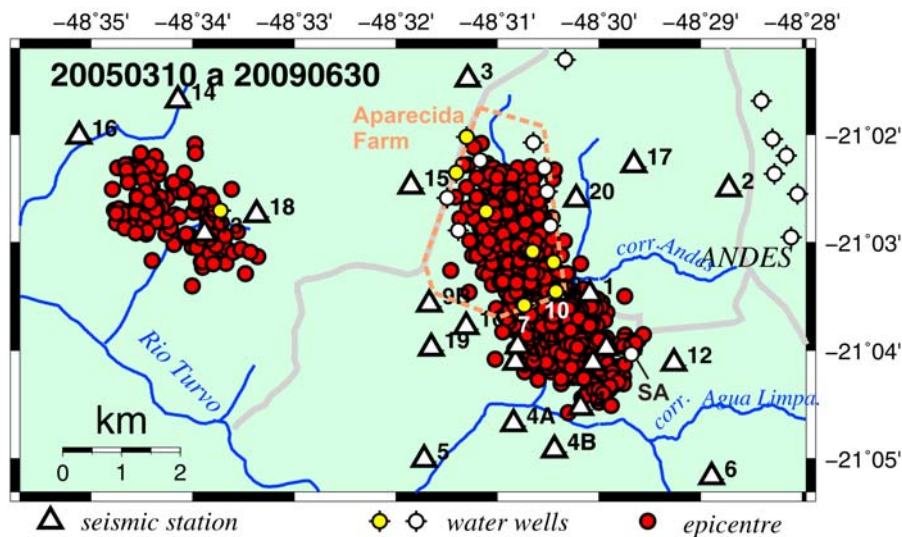 −48°35' −48°34' −48°33' −48°32' −48°31' −48°30' −48°29' −48°28'
20050310 a 20090630
3
14
Aparecida
Farm
16
−21°02'
17
15
2
20
18
−21°03'
corr.Andes
ANDES
9B
1
7
10
19
−21°04'
12
SA
Rio Turvo
km
0 1 2
4A
corr. Agua Limpa.
4B
5
−21°05'
6
seismic station
water wells
epicentre